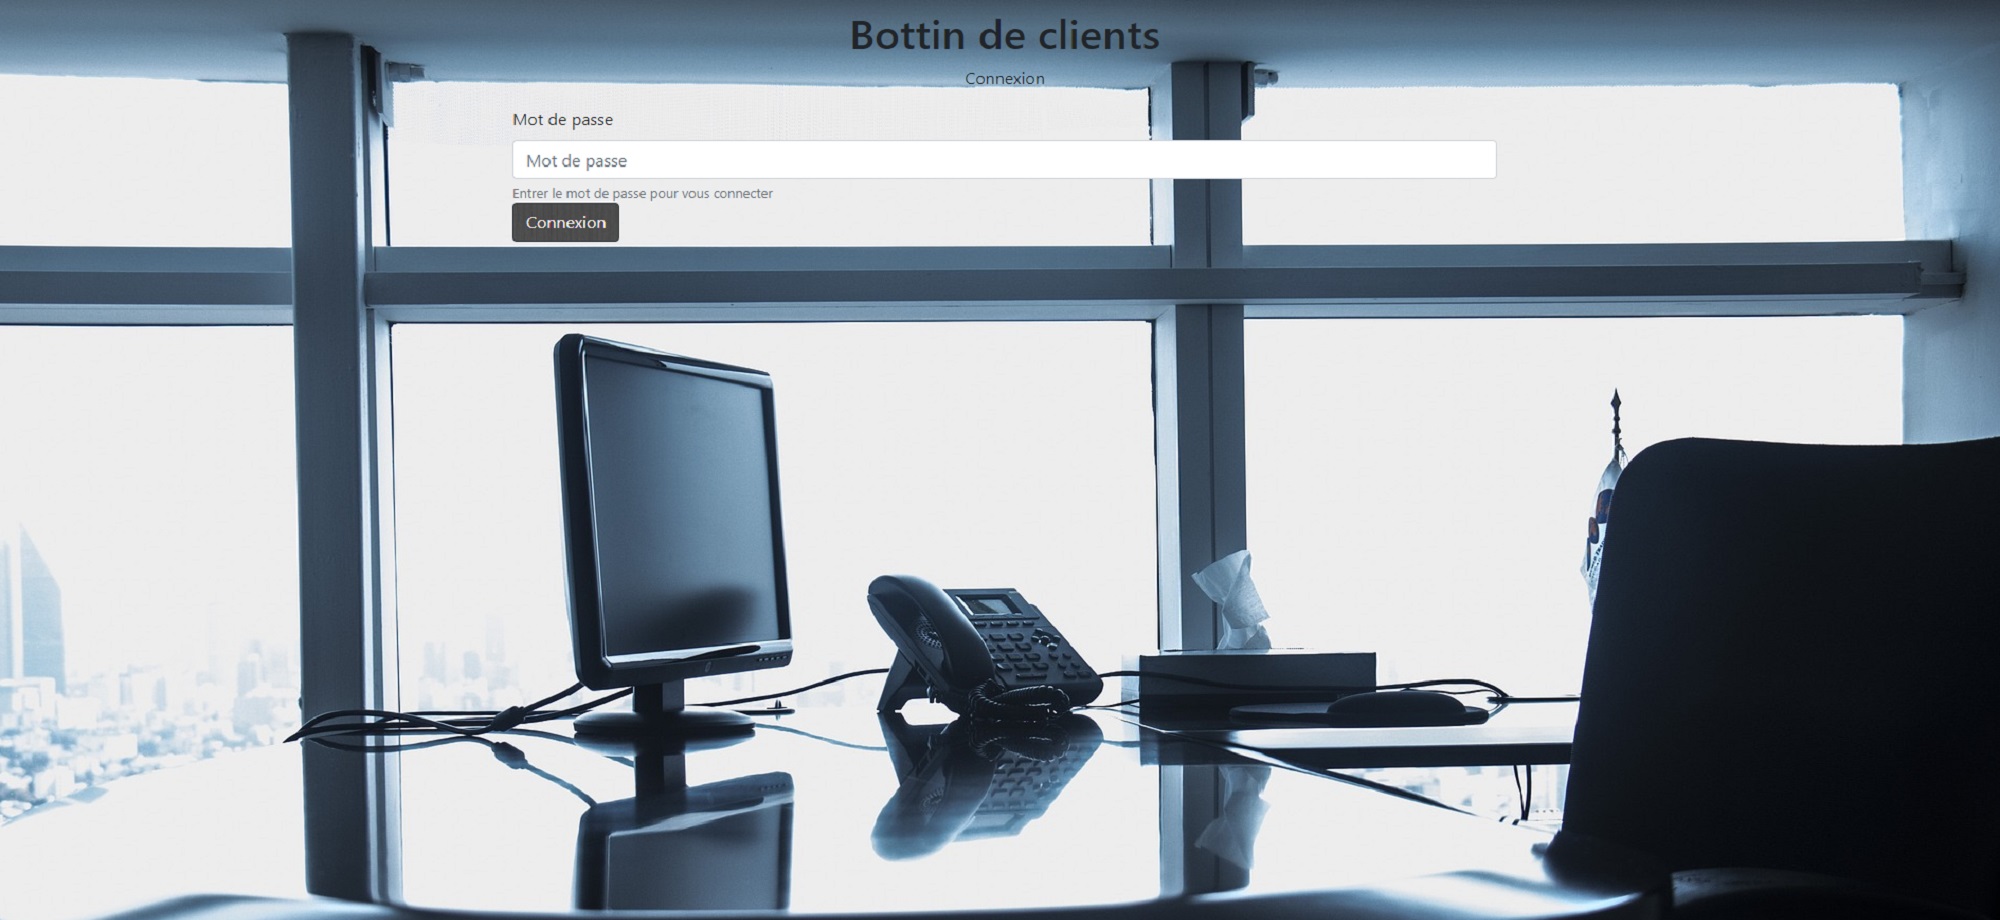 Bottin de clients
Connexion
Mot de passe
Mot de passe
Entrer le mot de passe pour vous connecter
Connexion